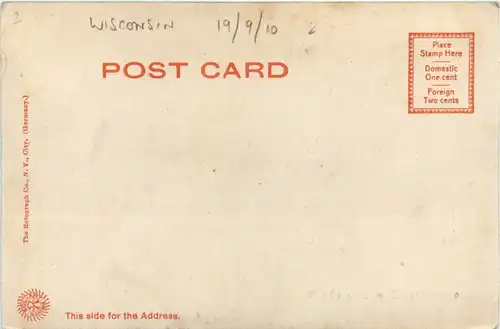 2
WISCONSIN 19/9/10 2
POST CARD
Place
Stamp Here
Domestic
One cent
Foreign
Two cents
The Rotograph Co., N. Y., City. (Germany.)
This side for the Address.